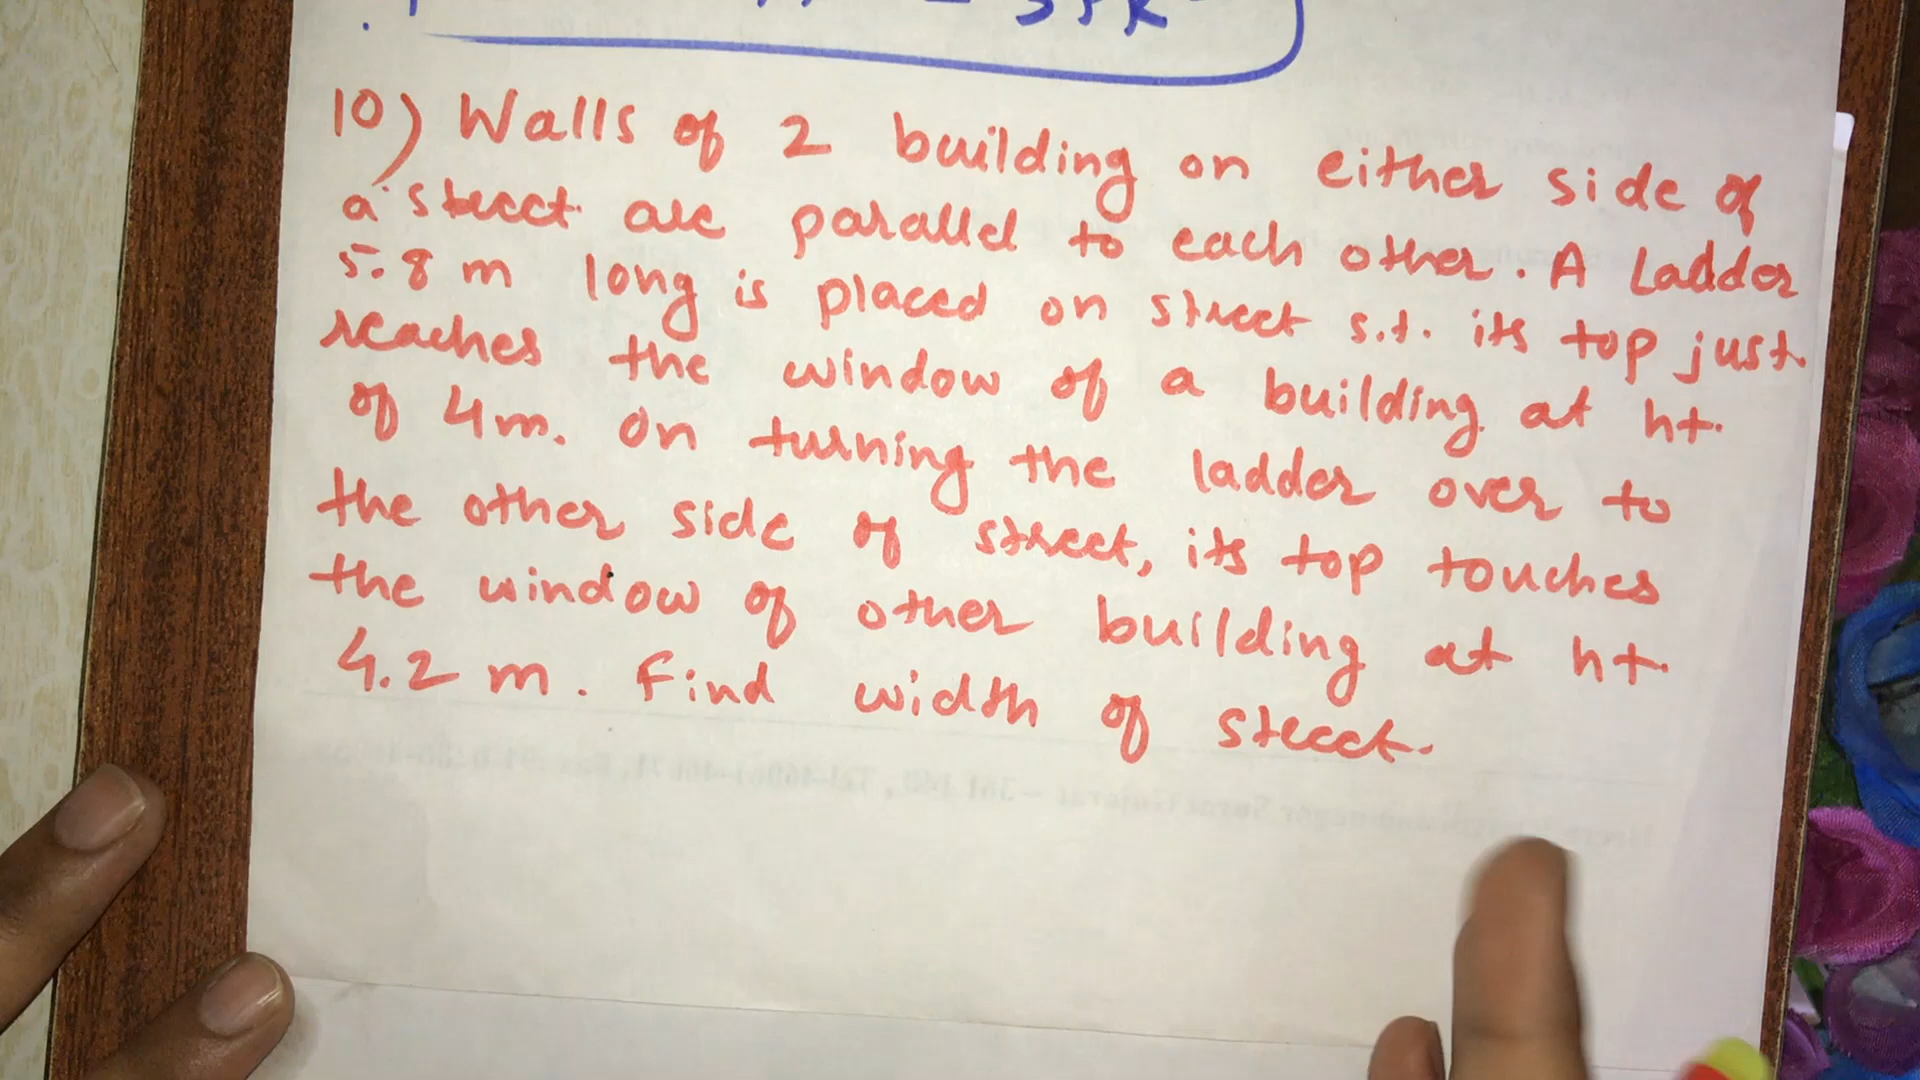 10) Walls of 2 building on either side of
a street are parallel to each other. A Ladder
5.8 m long is placed on street s.t. its top just
reaches the window of a building at ht.
of 4m. On turning the ladder over to
the other side of street, its top touches
the window of other building at ht.
4.2 m. Find width of street.